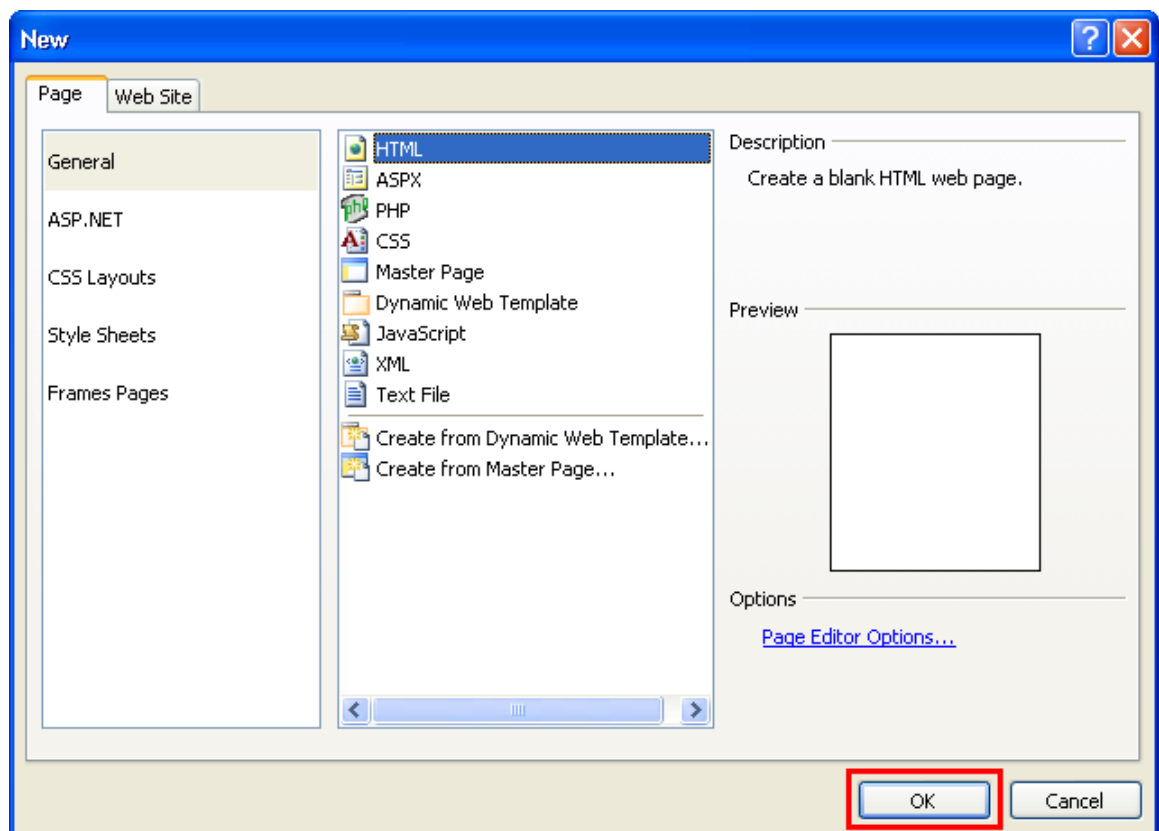 New
Page
Web Site
General
ASP.NET
CSS Layouts
Style Sheets
Frames Pages
HTML
ASPX
PHP
CSS
Master Page
Dynamic Web Template
JavaScript
XML
Text File
Create from Dynamic Web Template...
Create from Master Page...
Description
Create a blank HTML web page.
Preview
Options
Page Editor Options...
OK
Cancel